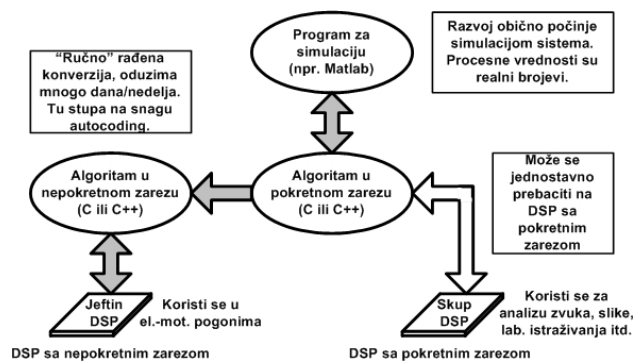 Program za
simulaciju
(npr. Matlab)
Razvoj obično počinje
simulacijom sistema.
Procesne vrednosti su
realni brojevi.
“Ručno” rađena
konverzija, oduzima
mnogo dana/nedelja.
Tu stupa na snagu
autocoding.
Algoritam u
nepokretnom zarezu
(C ili C++)
Algoritam u
pokretnom zarezu
(C ili C++)
Može se
jednostavno
prebaciti na
DSP sa
pokretnim
zarezom
Jeftin
DSP
Koristi se u
el.-mot. pogonima
Skup
DSP
Koristi se za
analizu zvuka, slike,
lab. istraživanja itd.
DSP sa nepokretnim zarezom
DSP sa pokretnim zarezom